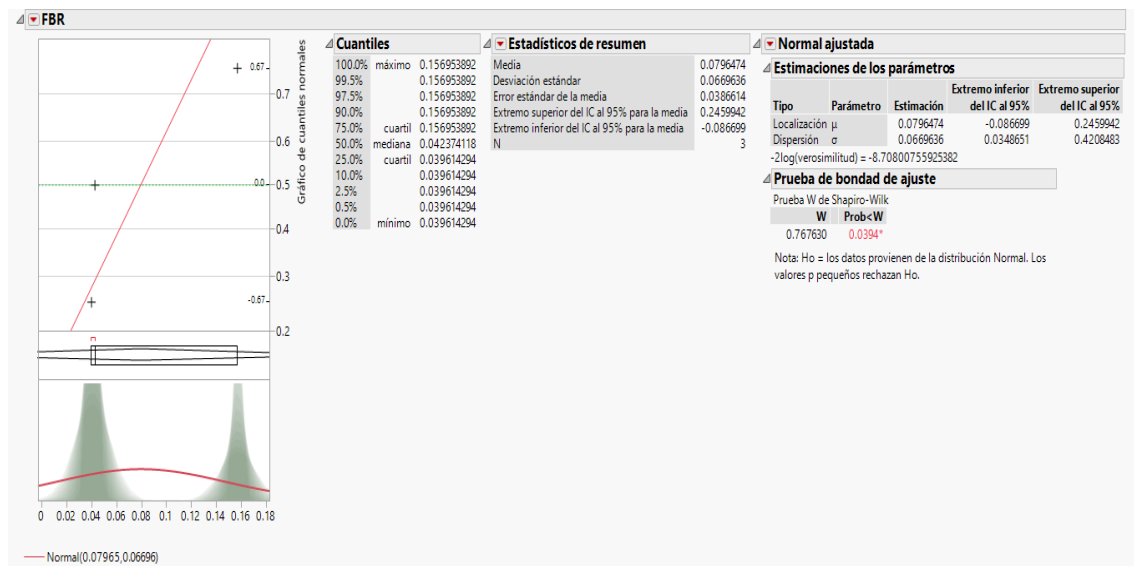 FBR
Gráfico de cuantiles normales
0.67
0.0
-0.67
0.7
0.6
0.5
0.4
0.3
0.2
0 0.02 0.04 0.06 0.08 0.1 0.12 0.14 0.16 0.18
Normal(0.07965,0.06696)
Cuantiles
100.0% máximo 0.156953892
99.5% 0.156953892
97.5% 0.156953892
90.0% 0.156953892
75.0% cuartil 0.156953892
50.0% mediana 0.042374118
25.0% cuartil 0.039614294
10.0% 0.039614294
2.5% 0.039614294
0.5% 0.039614294
0.0% mínimo 0.039614294
Estadísticos de resumen
Media 0.0796474
Desviación estándar 0.0669636
Error estándar de la media 0.0386614
Extremo superior del IC al 95% para la media 0.2459942
Extremo inferior del IC al 95% para la media -0.086699
N 3
Normal ajustada
Estimaciones de los parámetros
Extremo inferior Extremo superior
Tipo Parámetro Estimación del IC al 95% del IC al 95%
Localización μ 0.0796474 -0.086699 0.2459942
Dispersión σ 0.0669636 0.0348651 0.4208483
-2log(verosimilitud) = -8.70800755925382
Prueba de bondad de ajuste
Prueba W de Shapiro-Wilk
W Prob<W
0.767630 0.0394*
Nota: Ho = los datos provienen de la distribución Normal. Los
valores p pequeños rechazan Ho.